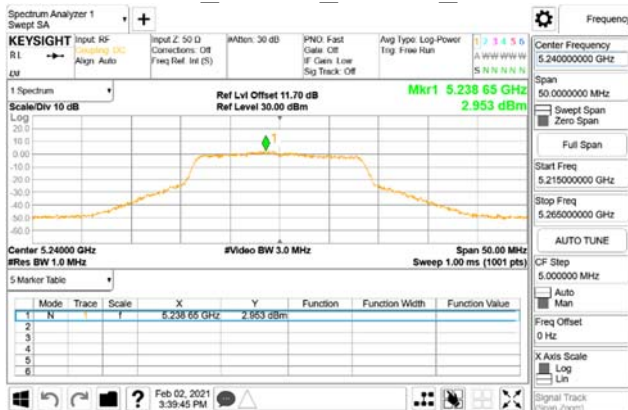 Spectrum Analyzer 1
Swept SA
Frequency
KEYSIGHT
Input: RF
Input Z: 50 Ω
#Atten: 30 dB
PNO: Fast
Avg Type: Log-Power
1 2 3 4 5 6
RL
Coupling: DC
Corrections: Off
Gate: Off
Trig: Free Run
A W W W W W
Align: Auto
Freq Ref: Int (S)
IF Gain: Low
Sig Track: Off
S N N N N N
Center Frequency
5.240000000 GHz
Span
50.0000000 MHz
Swept Span
Zero Span
Full Span
Start Freq
5.215000000 GHz
Stop Freq
5.265000000 GHz
AUTO TUNE
CF Step
5.000000 MHz
Auto
Man
Freq Offset
0 Hz
X Axis Scale
Log
Lin
Signal Track
(Span Zoom)
1 Spectrum
Ref Lvl Offset 11.70 dB
Mkr1 5.238 65 GHz
Scale/Div 10 dB
Ref Level 30.00 dBm
2.953 dBm
Log
20.0
10.0
0.00
-10.0
-20.0
-30.0
-40.0
-50.0
-60.0
1
Center 5.24000 GHz
#Video BW 3.0 MHz
Span 50.00 MHz
#Res BW 1.0 MHz
Sweep 1.00 ms (1001 pts)
5 Marker Table
Mode Trace Scale X Y Function Function Width Function Value
1 N 1 f 5.238 65 GHz 2.953 dBm
2
3
4
5
6
Feb 02, 2021
3:39:45 PM